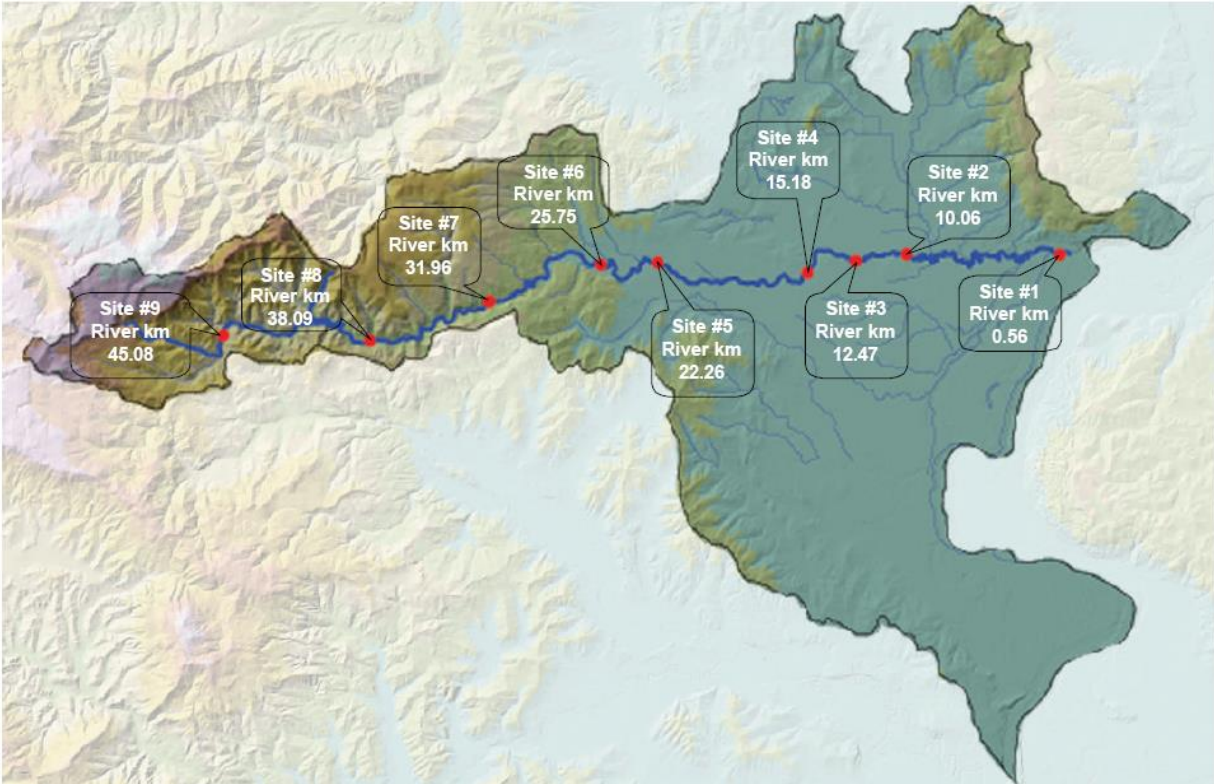 Site #4
River km
15.18
Site #6
River km
25.75
Site #2
River km
10.06
Site #7
River km
31.96
Site #8
River km
38.09
Site #9
River km
45.08
Site #1
River km
0.56
Site #3
River km
12.47
Site #5
River km
22.26